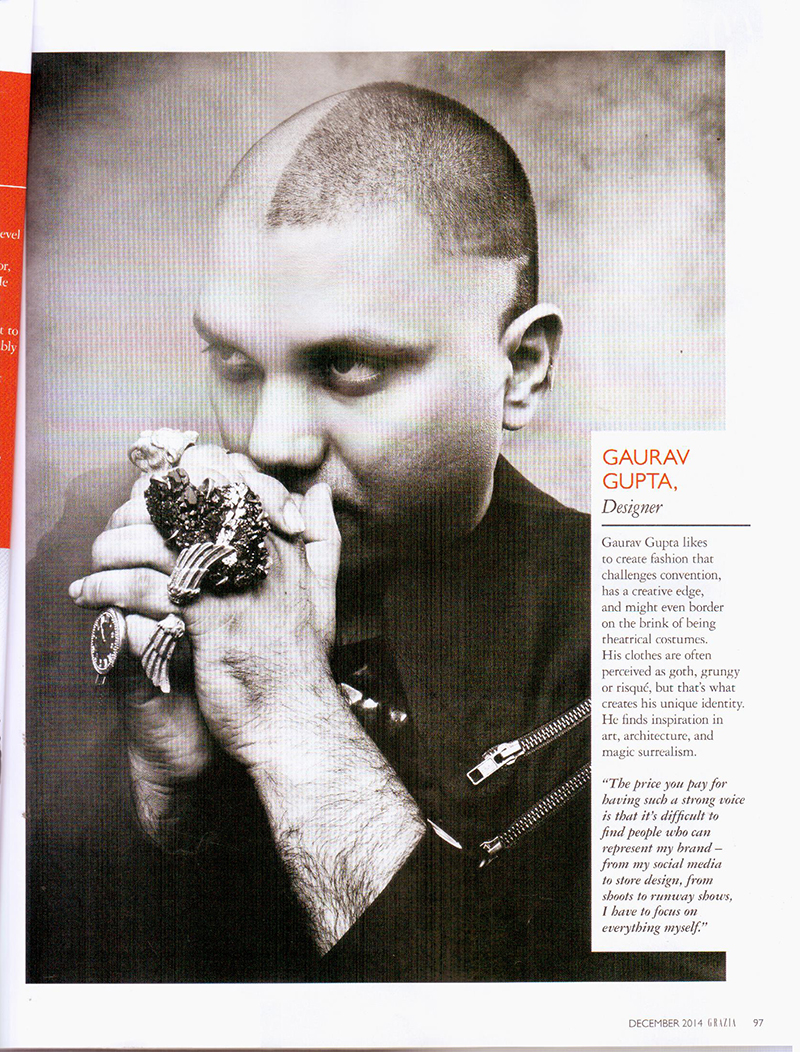 evel
or,
t to
bly
GAURAV
GUPTA,
Designer
Gaurav Gupta likes
to create fashion that
challenges convention,
has a creative edge,
and might even border
on the brink of being
theatrical costumes.
His clothes are often
perceived as goth, grungy
or risqué, but that's what
creates his unique identity.
He finds inspiration in
art, architecture, and
magic surrealism.
“The price you pay for
having such a strong voice
is that it's difficult to
find people who can
represent my brand –
from my social media
to store design, from
shoots to runway shows,
I have to focus on
everything myself.”
DECEMBER 2014 GRAZIA 97